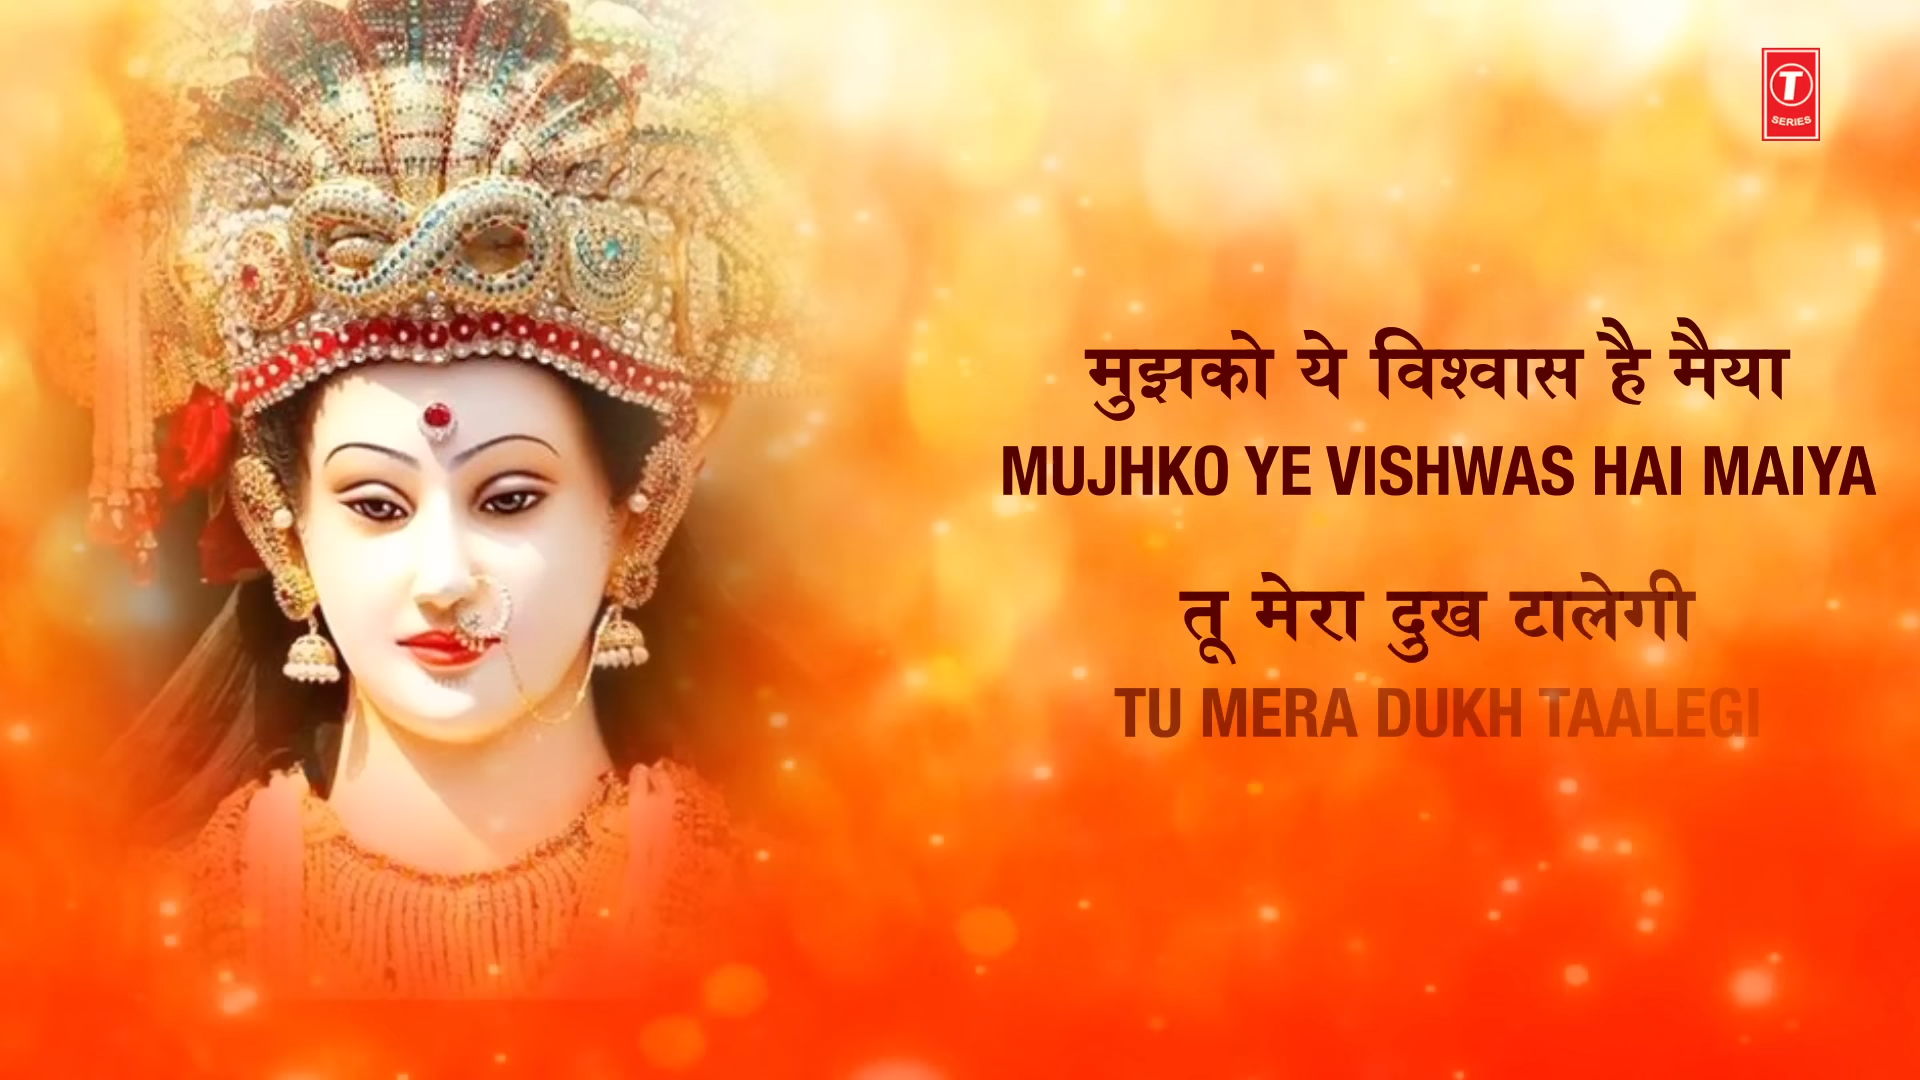 T
SERIES
मुझको ये विश्वास है मैया
MUJHKO YE VISHWAS HAI MAIYA
तू मेरा दुख टालेगी
TU MERA DUKH TAALEGI